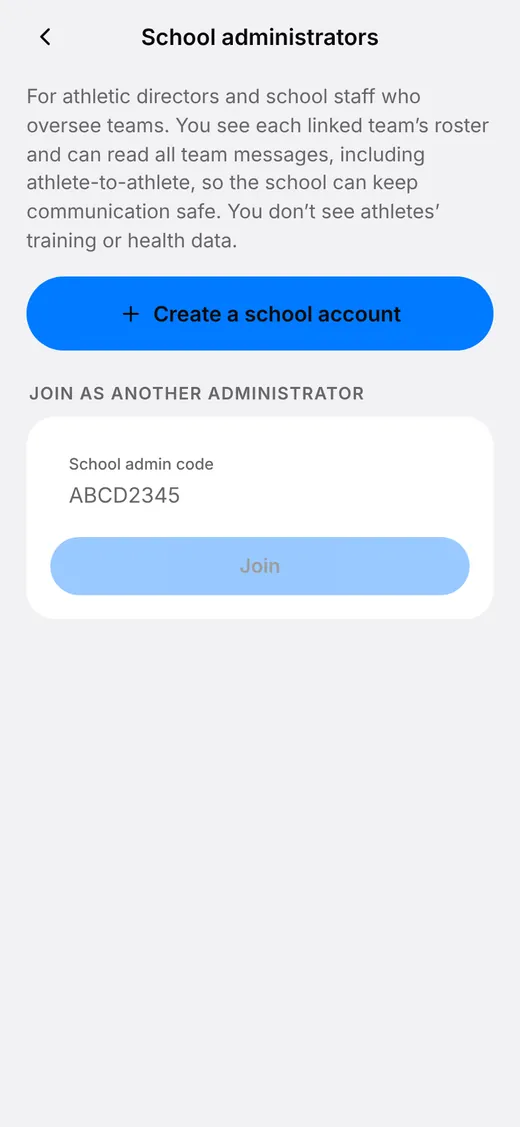 School administrators
For athletic directors and school staff who
oversee teams. You see each linked team’s roster
and can read all team messages, including
athlete-to-athlete, so the school can keep
communication safe. You don’t see athletes’
training or health data.
+ Create a school account
JOIN AS ANOTHER ADMINISTRATOR
School admin code
ABCD2345
Join